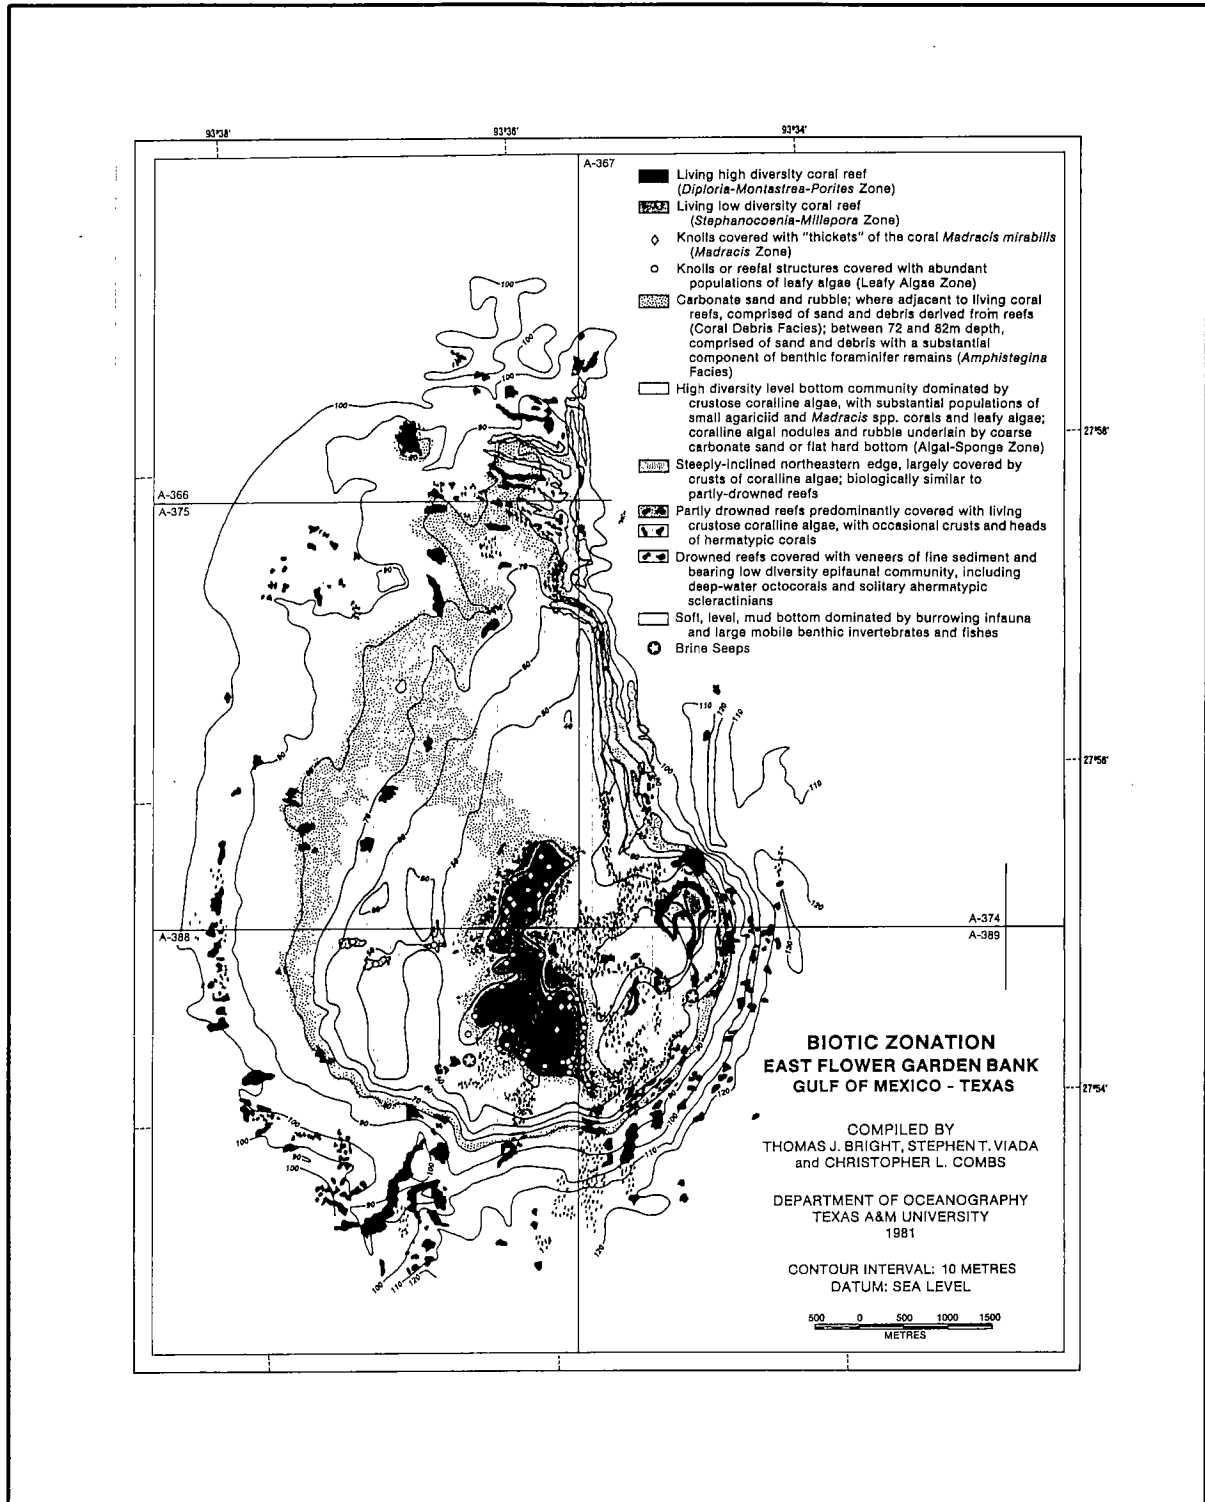 93°38'
93°36'
93°34'
A-367
Living high diversity coral reef
(Diploria-Montastrea-Porites Zone)
Living low diversity coral reef
(Stephanocoenia-Millepora Zone)
Knolls covered with "thickets" of the coral Madracis mirabilis
(Madracis Zone)
Knolls or reefal structures covered with abundant
populations of leafy algae (Leafy Algae Zone)
Carbonate sand and rubble; where adjacent to living coral
reefs, comprised of sand and debris derived from reefs
(Coral Debris Facies); between 72 and 82m depth,
comprised of sand and debris with a substantial
component of benthic foraminifer remains (Amphistegina
Facies)
High diversity level bottom community dominated by
crustose coralline algae, with substantial populations of
small agariciid and Madracis spp. corals and leafy algae;
coralline algal nodules and rubble underlain by coarse
carbonate sand or flat hard bottom (Algal-Sponge Zone)
Steeply-inclined northeastern edge, largely covered by
crusts of coralline algae; biologically similar to
partly-drowned reefs
Partly drowned reefs predominantly covered with living
crustose coralline algae, with occasional crusts and heads
of hermatypic corals
Drowned reefs covered with veneers of fine sediment and
bearing low diversity epifaunal community, including
deep-water octocorals and solitary ahermatypic
scleractinians
Soft, level, mud bottom dominated by burrowing infauna
and large mobile benthic invertebrates and fishes
Brine Seeps
27°58'
A-366
A-375
27°56'
A-388
A-374
A-389
27°54'
BIOTIC ZONATION
EAST FLOWER GARDEN BANK
GULF OF MEXICO - TEXAS
COMPILED BY
THOMAS J. BRIGHT, STEPHEN T. VIADA
and CHRISTOPHER L. COMBS
DEPARTMENT OF OCEANOGRAPHY
TEXAS A&M UNIVERSITY
1981
CONTOUR INTERVAL: 10 METRES
DATUM: SEA LEVEL
500 0 500 1000 1500
METRES